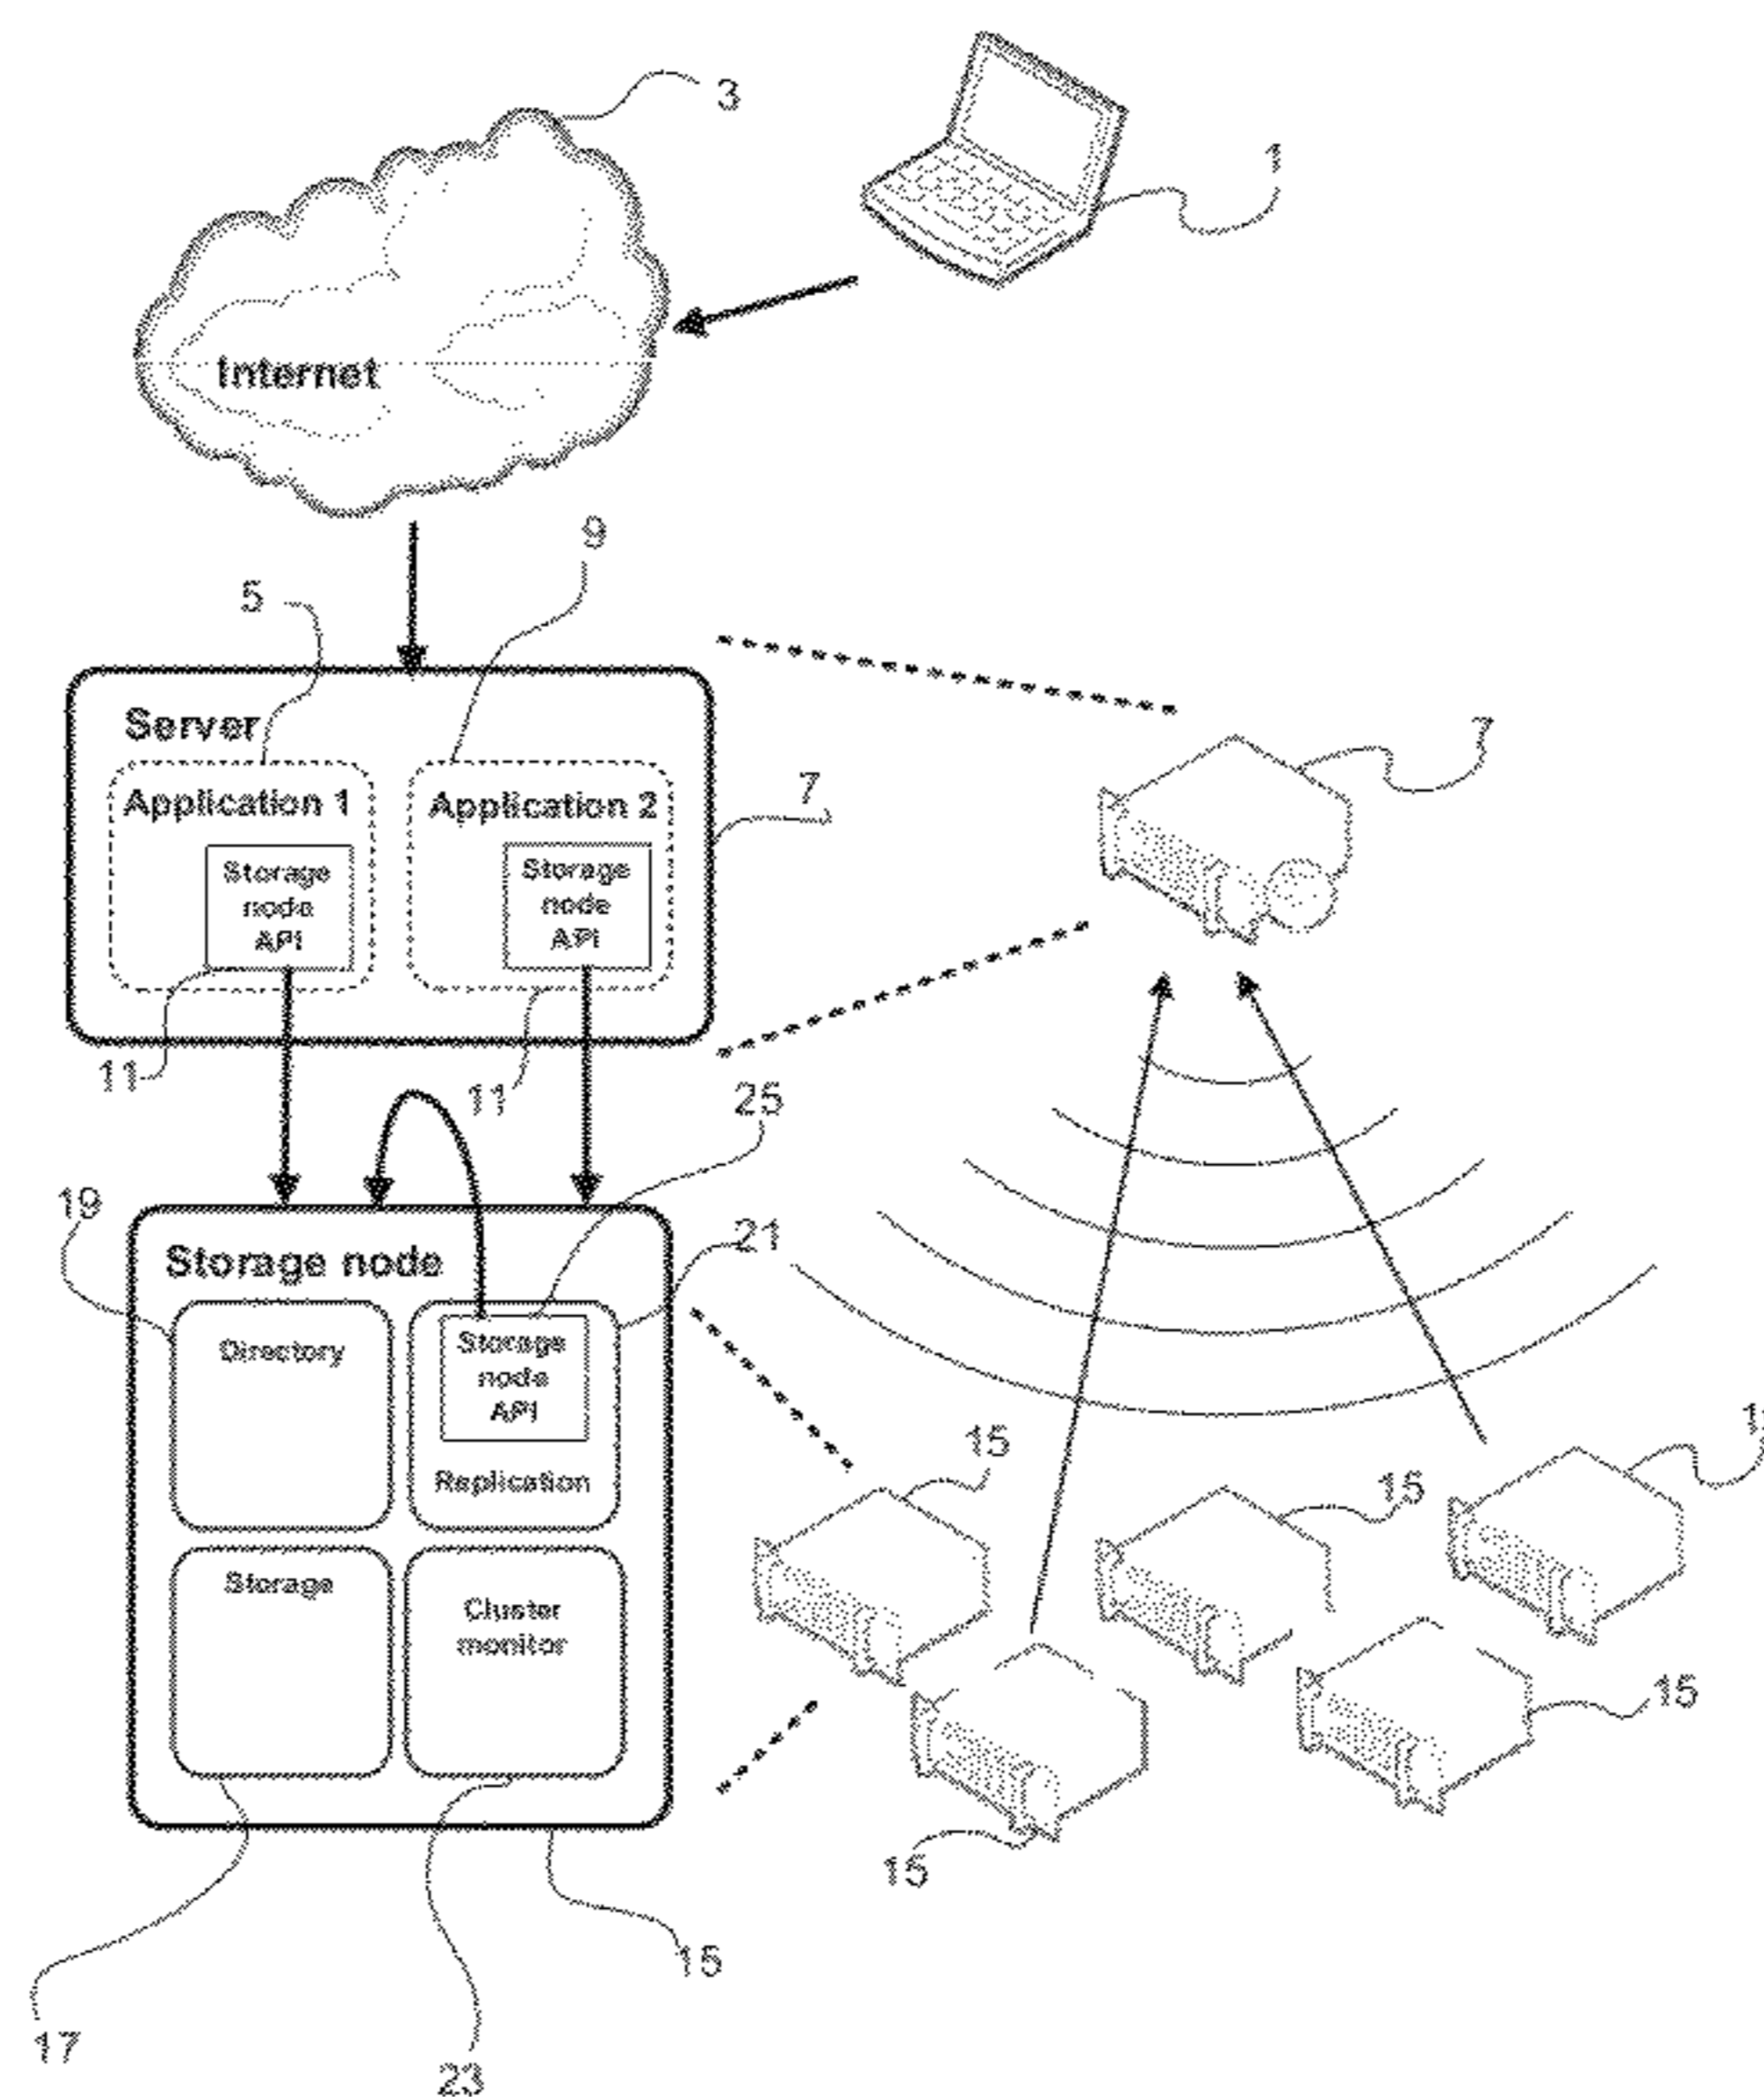 3
1
Internet
9
5
Server
7
7
Application 1
Application 2
Storage
node
API
Storage
node
API
11
11
25
19
21
Storage node
Directory
Storage
node
API
Replication
15
15
Storage
Cluster
monitor
15
15
15
17
23